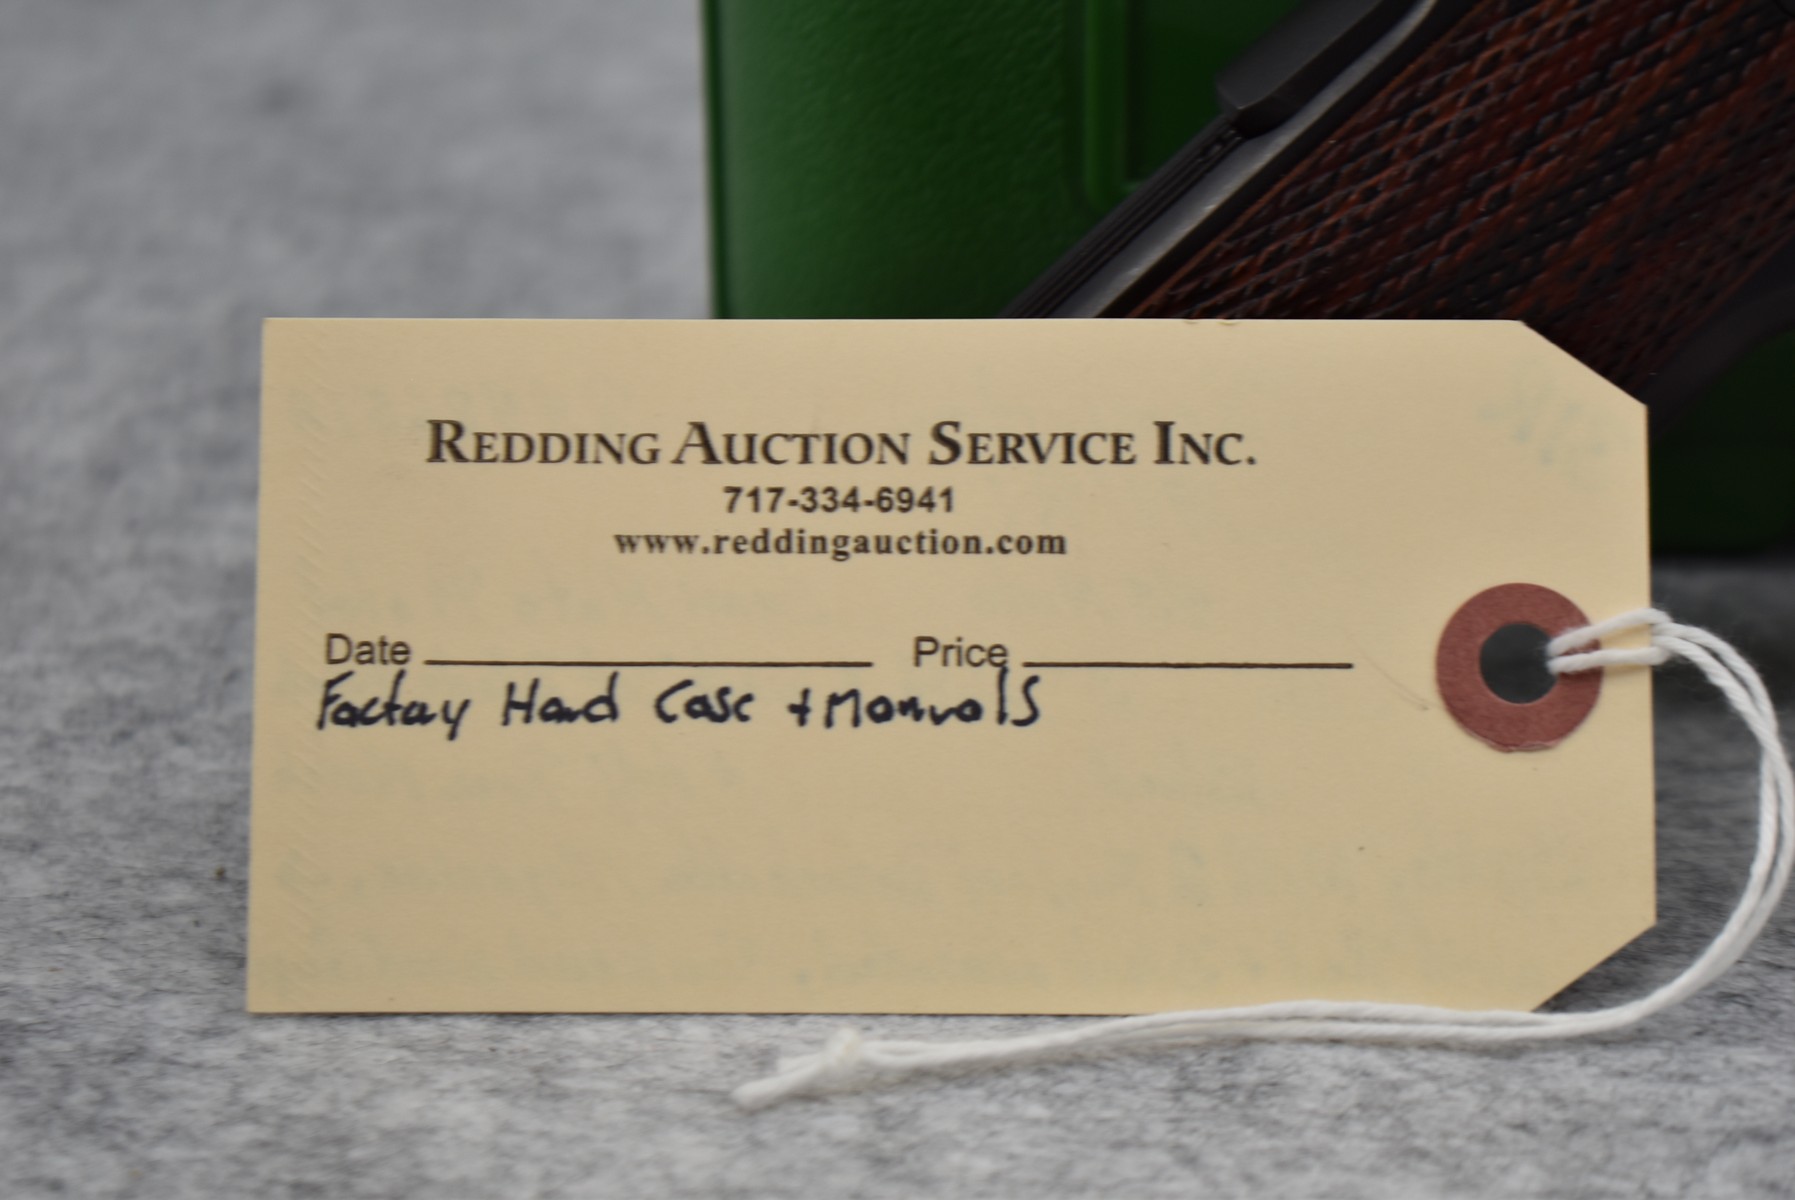 REDDING AUCTION SERVICE INC.
717-334-6941
www.reddingauction.com
Date Price
Factory Hard Case + Manuals